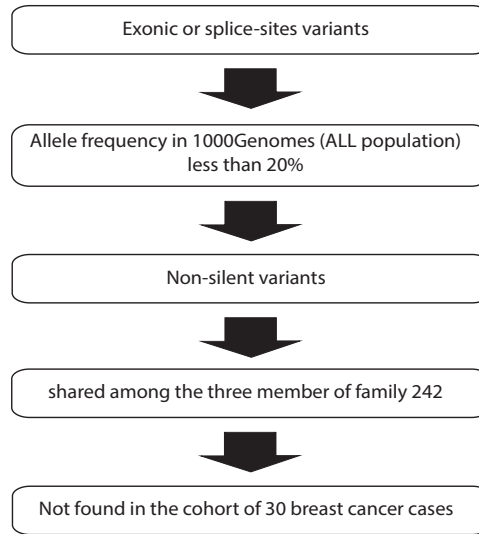 Exonic or splice-sites variants
Allele frequency in 1000Genomes (ALL population)
less than 20%
Non-silent variants
shared among the three member of family 242
Not found in the cohort of 30 breast cancer cases